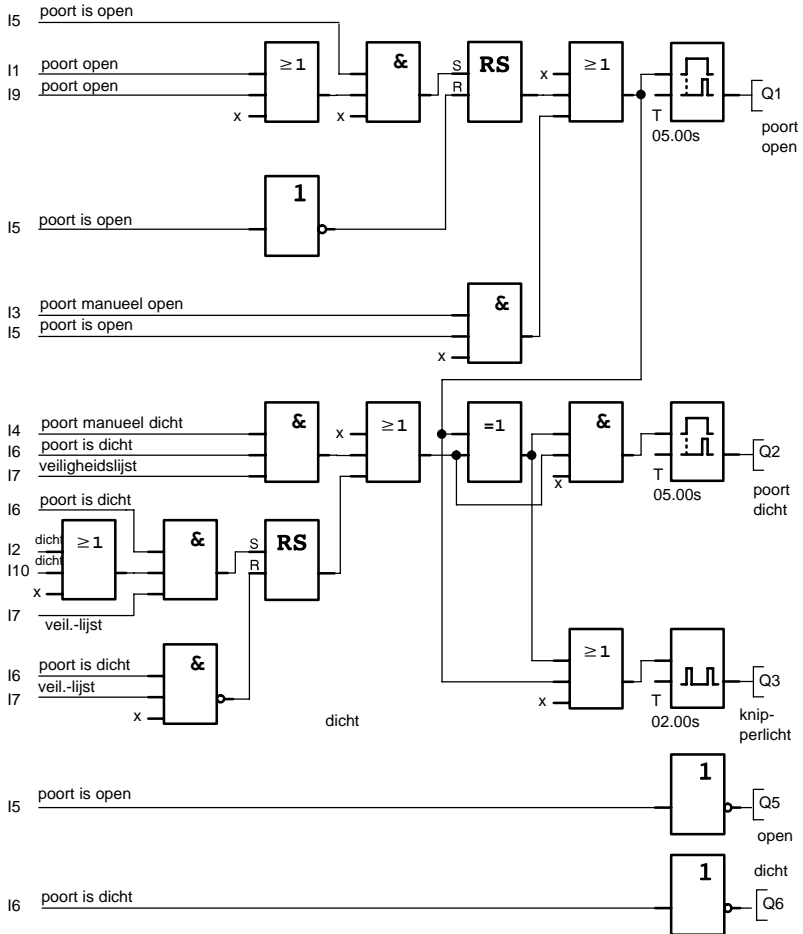 I5 poort is open
I1 poort open
I9 poort open
x
≥1
x
&
S
R
RS
x
≥1
T
05.00s
Q1
poort
open
I5 poort is open
1
I3 poort manueel open
I5 poort is open
x
&
I4 poort manueel dicht
I6 poort is dicht
I7 veiligheidslijst
&
x
≥1
=1
x
&
T
05.00s
Q2
poort
dicht
I6 poort is dicht
I2 dicht
I10 dicht
x
≥1
I7
veil.-lijst
&
S
R
RS
I6 poort is dicht
I7 veil.-lijst
x
&
dicht
x
≥1
T
02.00s
Q3
knip-
perlicht
I5 poort is open
1
Q5
open
I6 poort is dicht
1
dicht
Q6